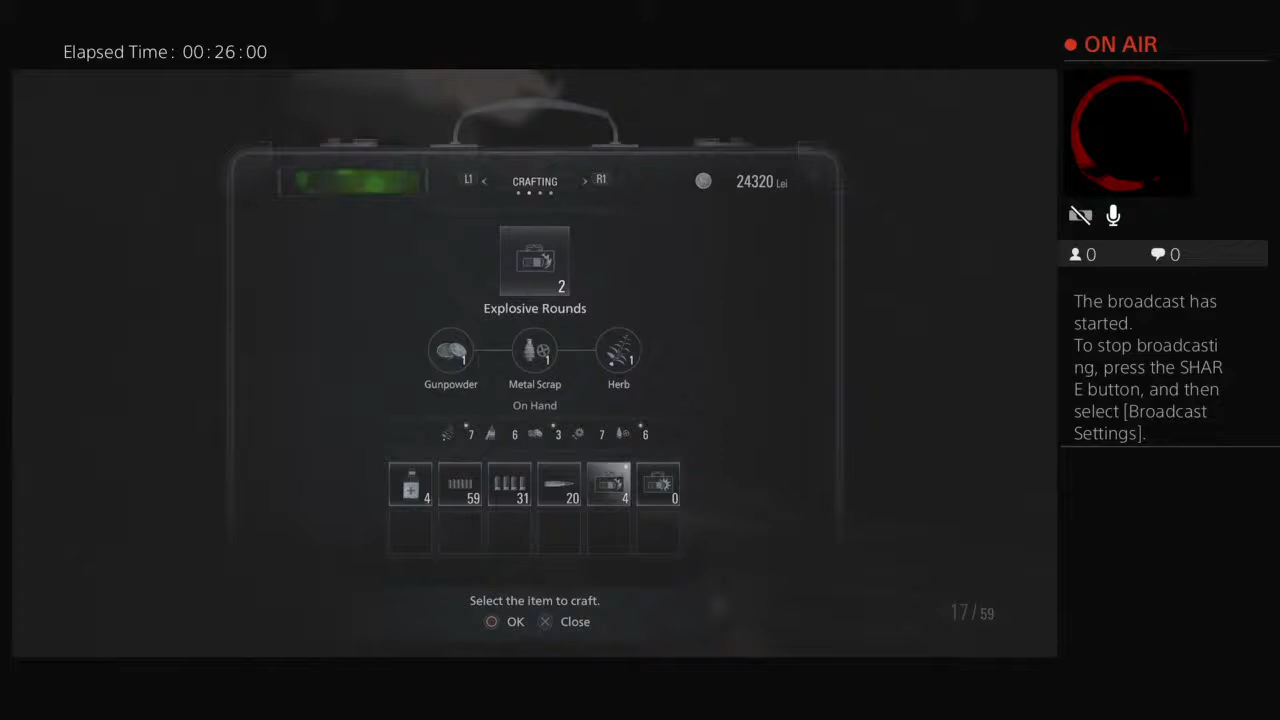 Elapsed Time: 00:26:00
ON AIR
L1 < CRAFTING > R1
24320 Lei
2
Explosive Rounds
1 1 1
Gunpowder Metal Scrap Herb
On Hand
7 6 3 7 6
4 59 31 20 4 0
Select the item to craft.
OK Close
17/59
0 0
The broadcast has
started.
To stop broadcasti
ng, press the SHAR
E button, and then
select [Broadcast
Settings].